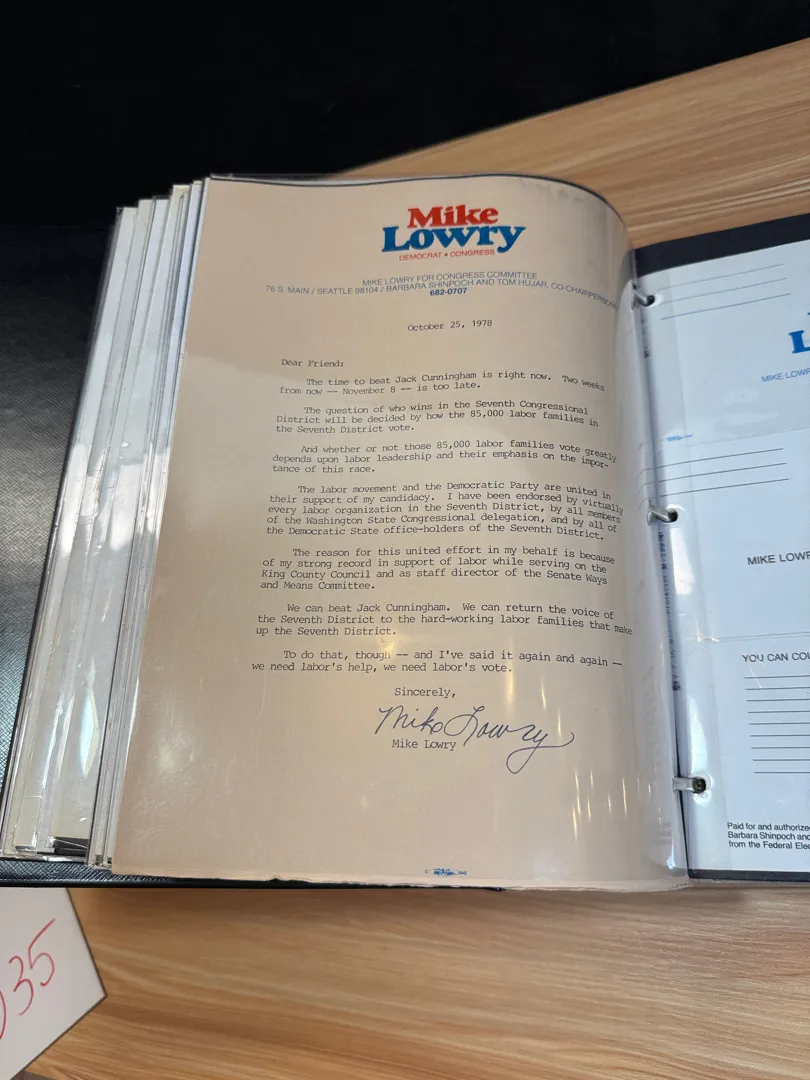 Mike
Lowry
DEMOCRAT ★ CONGRESS
MIKE LOWRY FOR CONGRESS COMMITTEE
76 S. MAIN / SEATTLE 98104 / BARBARA SHINPOCH AND TOM HUJAR, CO-CHAIRPERSONS
682-0707
October 25, 1978
Dear Friend:
The time to beat Jack Cunningham is right now. Two weeks
from now -- November 8 -- is too late.
The question of who wins in the Seventh Congressional
District will be decided by how the 85,000 labor families in
the Seventh District vote.
And whether or not those 85,000 labor families vote greatly
depends upon labor leadership and their emphasis on the impor-
tance of this race.
The labor movement and the Democratic Party are united in
their support of my candidacy. I have been endorsed by virtually
every labor organization in the Seventh District, by all members
of the Washington State Congressional delegation, and by all of
the Democratic State office-holders of the Seventh District.
The reason for this united effort in my behalf is because
of my strong record in support of labor while serving on the
King County Council and as staff director of the Senate Ways
and Means Committee.
We can beat Jack Cunningham. We can return the voice of
the Seventh District to the hard-working labor families that make
up the Seventh District.
To do that, though -- and I've said it again and again --
we need labor's help, we need labor's vote.
Sincerely,
Mike Lowry
Mike Lowry
L
MIKE LOWR
MIKE LOWR
YOU CAN COU
Paid for and authorize
Barbara Shinpoch and
from the Federal Elec
35